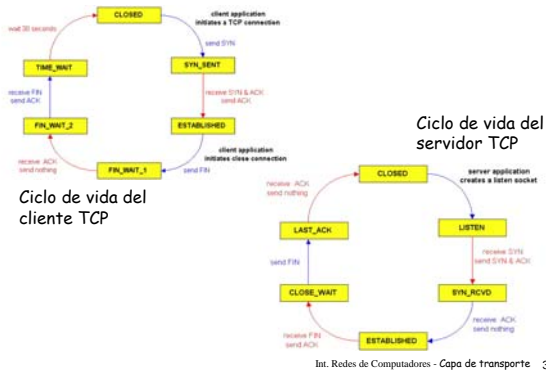 CLOSED
client application
initiates a TCP connection
wait 30 seconds
send SYN
TIME_WAIT
SYN_SENT
receive FIN
send ACK
receive SYN & ACK
send ACK
FIN_WAIT_2
ESTABLISHED
client application
initiates close connection
receive ACK
send nothing
send FIN
FIN_WAIT_1
Ciclo de vida del
cliente TCP
Ciclo de vida del
servidor TCP
CLOSED
server application
creates a listen socket
receive ACK
send nothing
LAST_ACK
LISTEN
send FIN
receive SYN
send SYN & ACK
CLOSE_WAIT
SYN_RCVD
receive FIN
send ACK
receive ACK
send nothing
ESTABLISHED
Int. Redes de Computadores - Capa de transporte